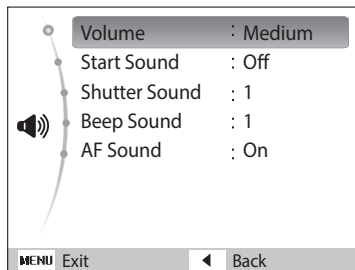 Volume : Medium
Start Sound : Off
Shutter Sound : 1
Beep Sound : 1
AF Sound : On
MENU Exit ◀ Back